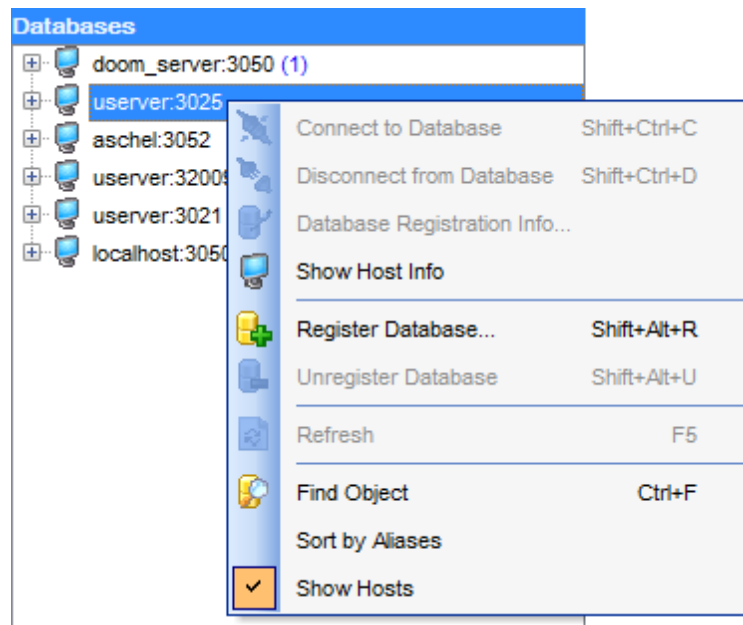 Databases
doom_server:3050 (1)
userver:3025
aschel:3052
userver:32009
userver:3021
localhost:3050
Connect to Database Shift+Ctrl+C
Disconnect from Database Shift+Ctrl+D
Database Registration Info...
Show Host Info
Register Database... Shift+Alt+R
Unregister Database Shift+Alt+U
Refresh F5
Find Object Ctrl+F
Sort by Aliases
Show Hosts